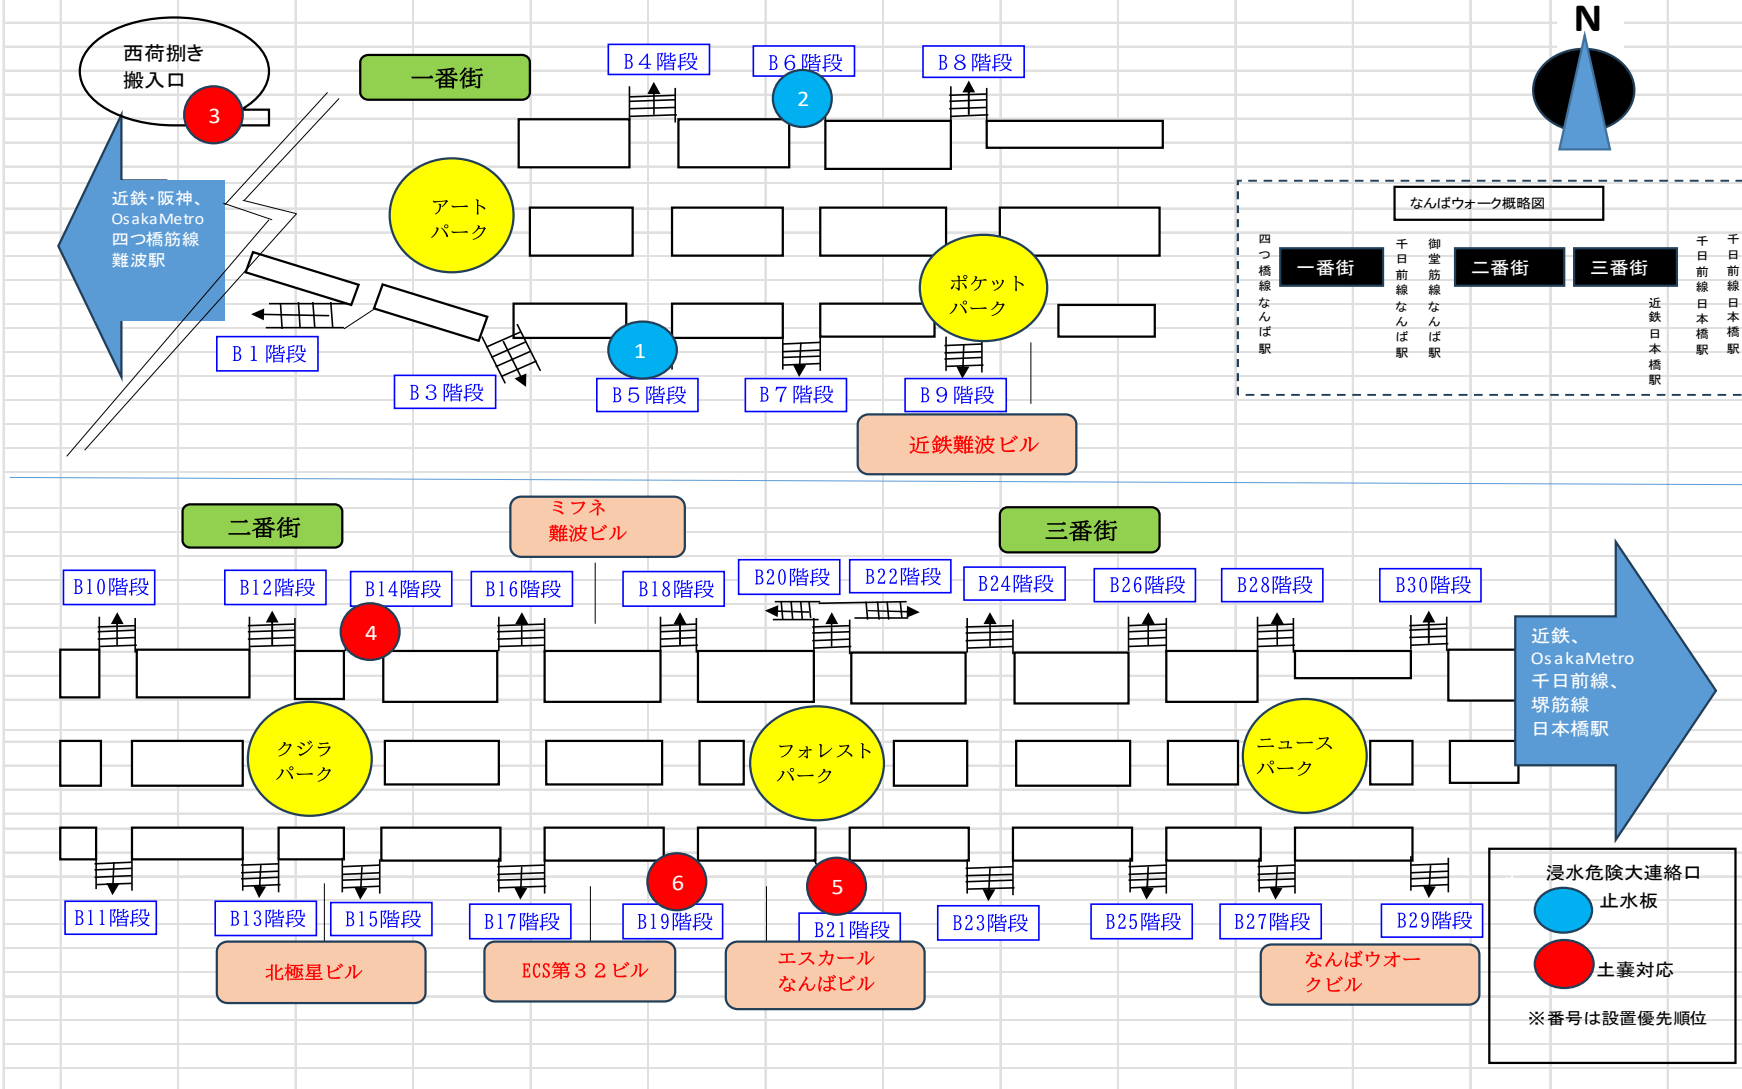 N
西荷捌き
搬入口
3
一番街
B４階段
B６階段
2
B８階段
近鉄・阪神、
OsakaMetro
四つ橋筋線
難波駅
アート
パーク
ポケット
パーク
B１階段
B３階段
1
B５階段
B７階段
B９階段
近鉄難波ビル
なんばウォーク概略図
四つ橋線なんば駅
一番街
千日前線なんば駅
御堂筋線なんば駅
二番街
三番街
近鉄日本橋駅
千日前線日本橋駅
千日前線日本橋駅
二番街
ミフネ
難波ビル
三番街
B10階段
B12階段
B14階段
4
B16階段
B18階段
B20階段
B22階段
B24階段
B26階段
B28階段
B30階段
近鉄、
OsakaMetro
千日前線、
堺筋線
日本橋駅
クジラ
パーク
フォレスト
パーク
ニュース
パーク
B11階段
B13階段
B15階段
B17階段
6
B19階段
5
B21階段
B23階段
B25階段
B27階段
B29階段
北極星ビル
ECS第３２ビル
エスカール
なんばビル
なんばウオー
クビル
浸水危険大連絡口
止水板
土嚢対応
※番号は設置優先順位